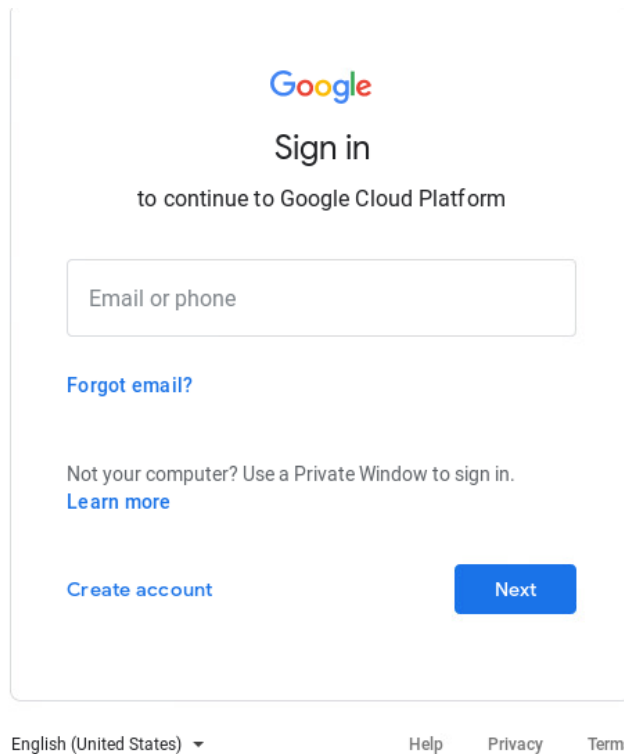 Google
Sign in
to continue to Google Cloud Platform
Email or phone
Forgot email?
Not your computer? Use a Private Window to sign in.
Learn more
Create account
Next
English (United States)
Help
Privacy
Term